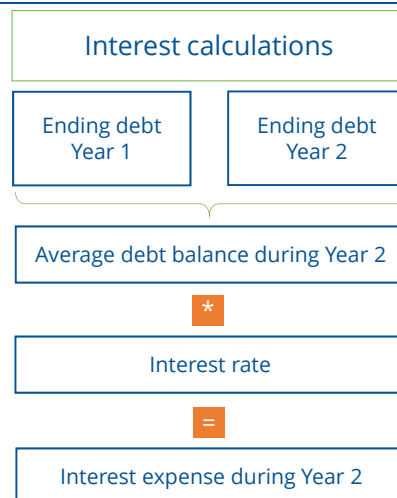 Interest calculations
Ending debt
Year 1
Ending debt
Year 2
Average debt balance during Year 2
*
Interest rate
=
Interest expense during Year 2